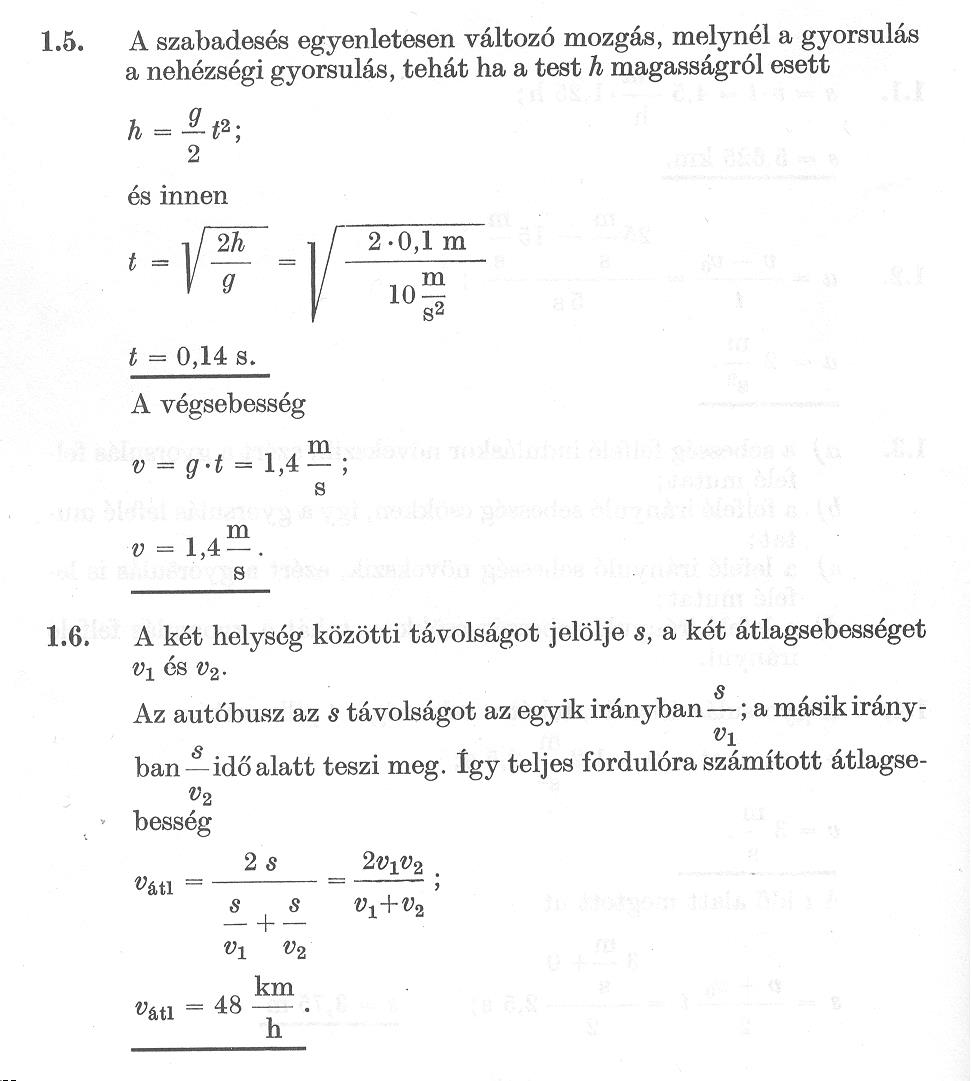 1.5. A szabadesés egyenletesen változó mozgás, melynél a gyorsulás
a nehézségi gyorsulás, tehát ha a test h magasságról esett
h = g/2 t²;
és innen
t = √(2h/g) = √(2·0,1 m / 10 m/s²)
t = 0,14 s.
A végsebesség
v = g·t = 1,4 m/s ;
v = 1,4 m/s .
1.6. A két helység közötti távolságot jelölje s, a két átlagsebességet
v₁ és v₂.
Az autóbusz az s távolságot az egyik irányban s/v₁; a másik irány-
ban s/v₂ idő alatt teszi meg. Így teljes fordulóra számított átlagse-
besség
v_átl = 2 s / (s/v₁ + s/v₂) = 2v₁v₂ / (v₁+v₂) ;
v_átl = 48 km/h .